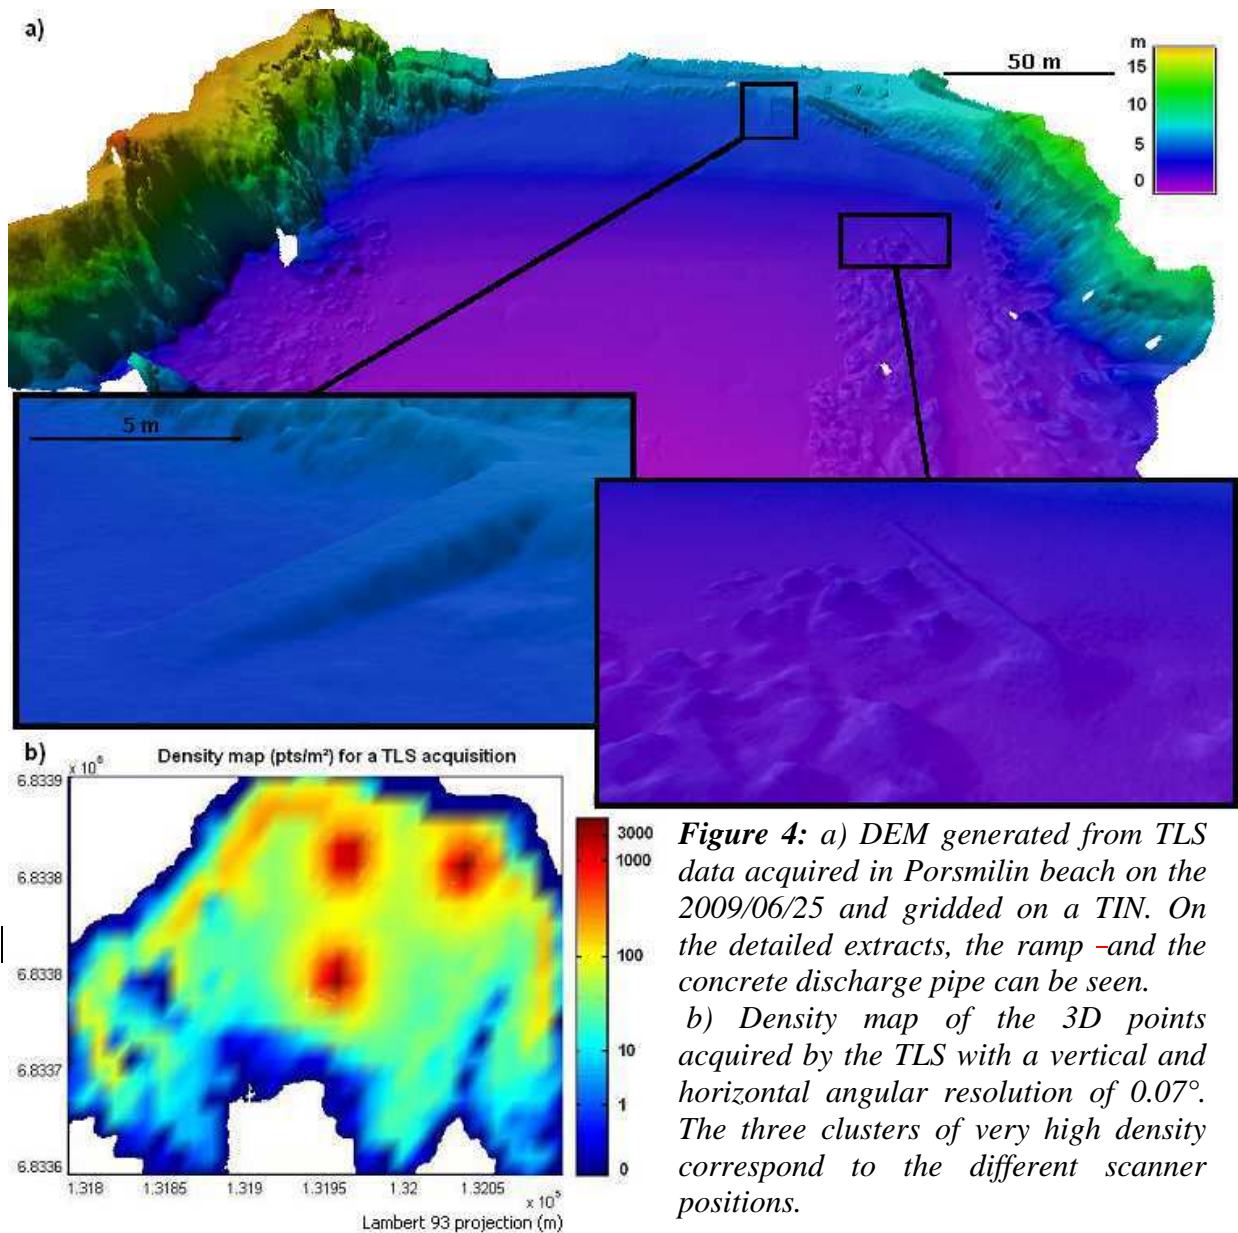 a)
50 m
m
15
10
5
0
5 m
b)
Density map (pts/m²) for a TLS acquisition
x 10⁶
6.8339
6.8338
6.8338
6.8337
6.8336
3000
1000
100
10
1
0
1.318 1.3185 1.319 1.3195 1.32 1.3205
x 10⁵
Lambert 93 projection (m)
Figure 4: a) DEM generated from TLS
data acquired in Porsmilin beach on the
2009/06/25 and gridded on a TIN. On
the detailed extracts, the ramp –and the
concrete discharge pipe can be seen.
b) Density map of the 3D points
acquired by the TLS with a vertical and
horizontal angular resolution of 0.07°.
The three clusters of very high density
correspond to the different scanner
positions.